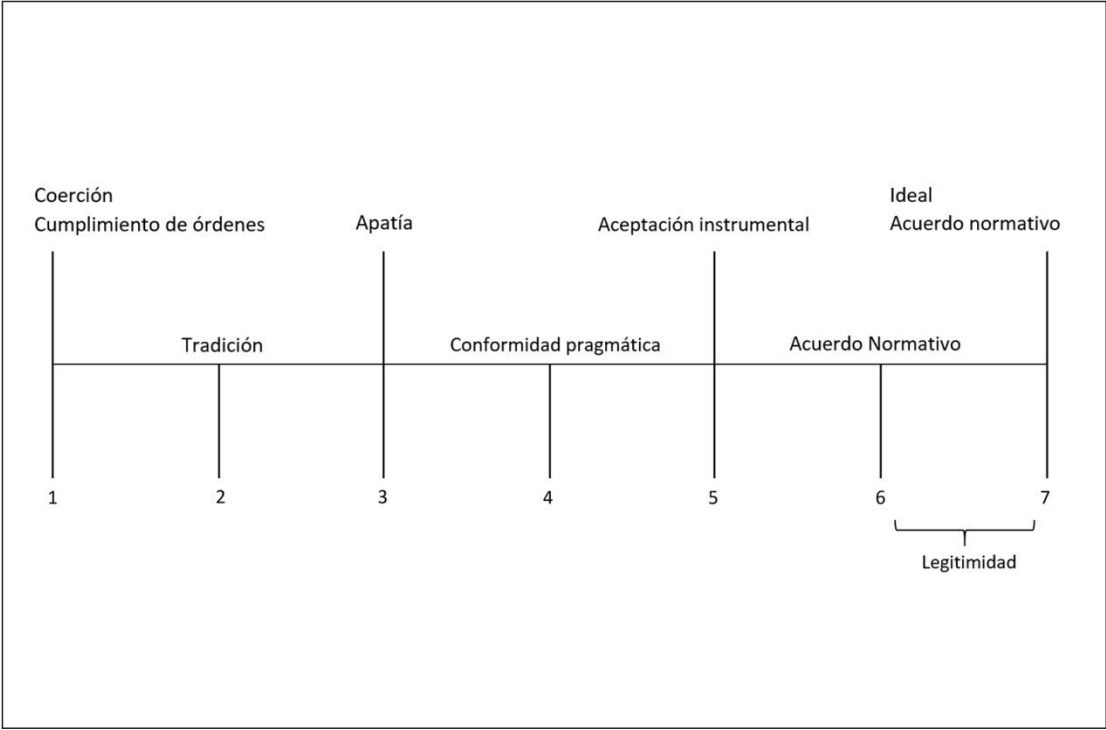 Coerción
Cumplimiento de órdenes
Apatía
Aceptación instrumental
Ideal
Acuerdo normativo
Tradición
Conformidad pragmática
Acuerdo Normativo
1
2
3
4
5
6
7
Legitimidad